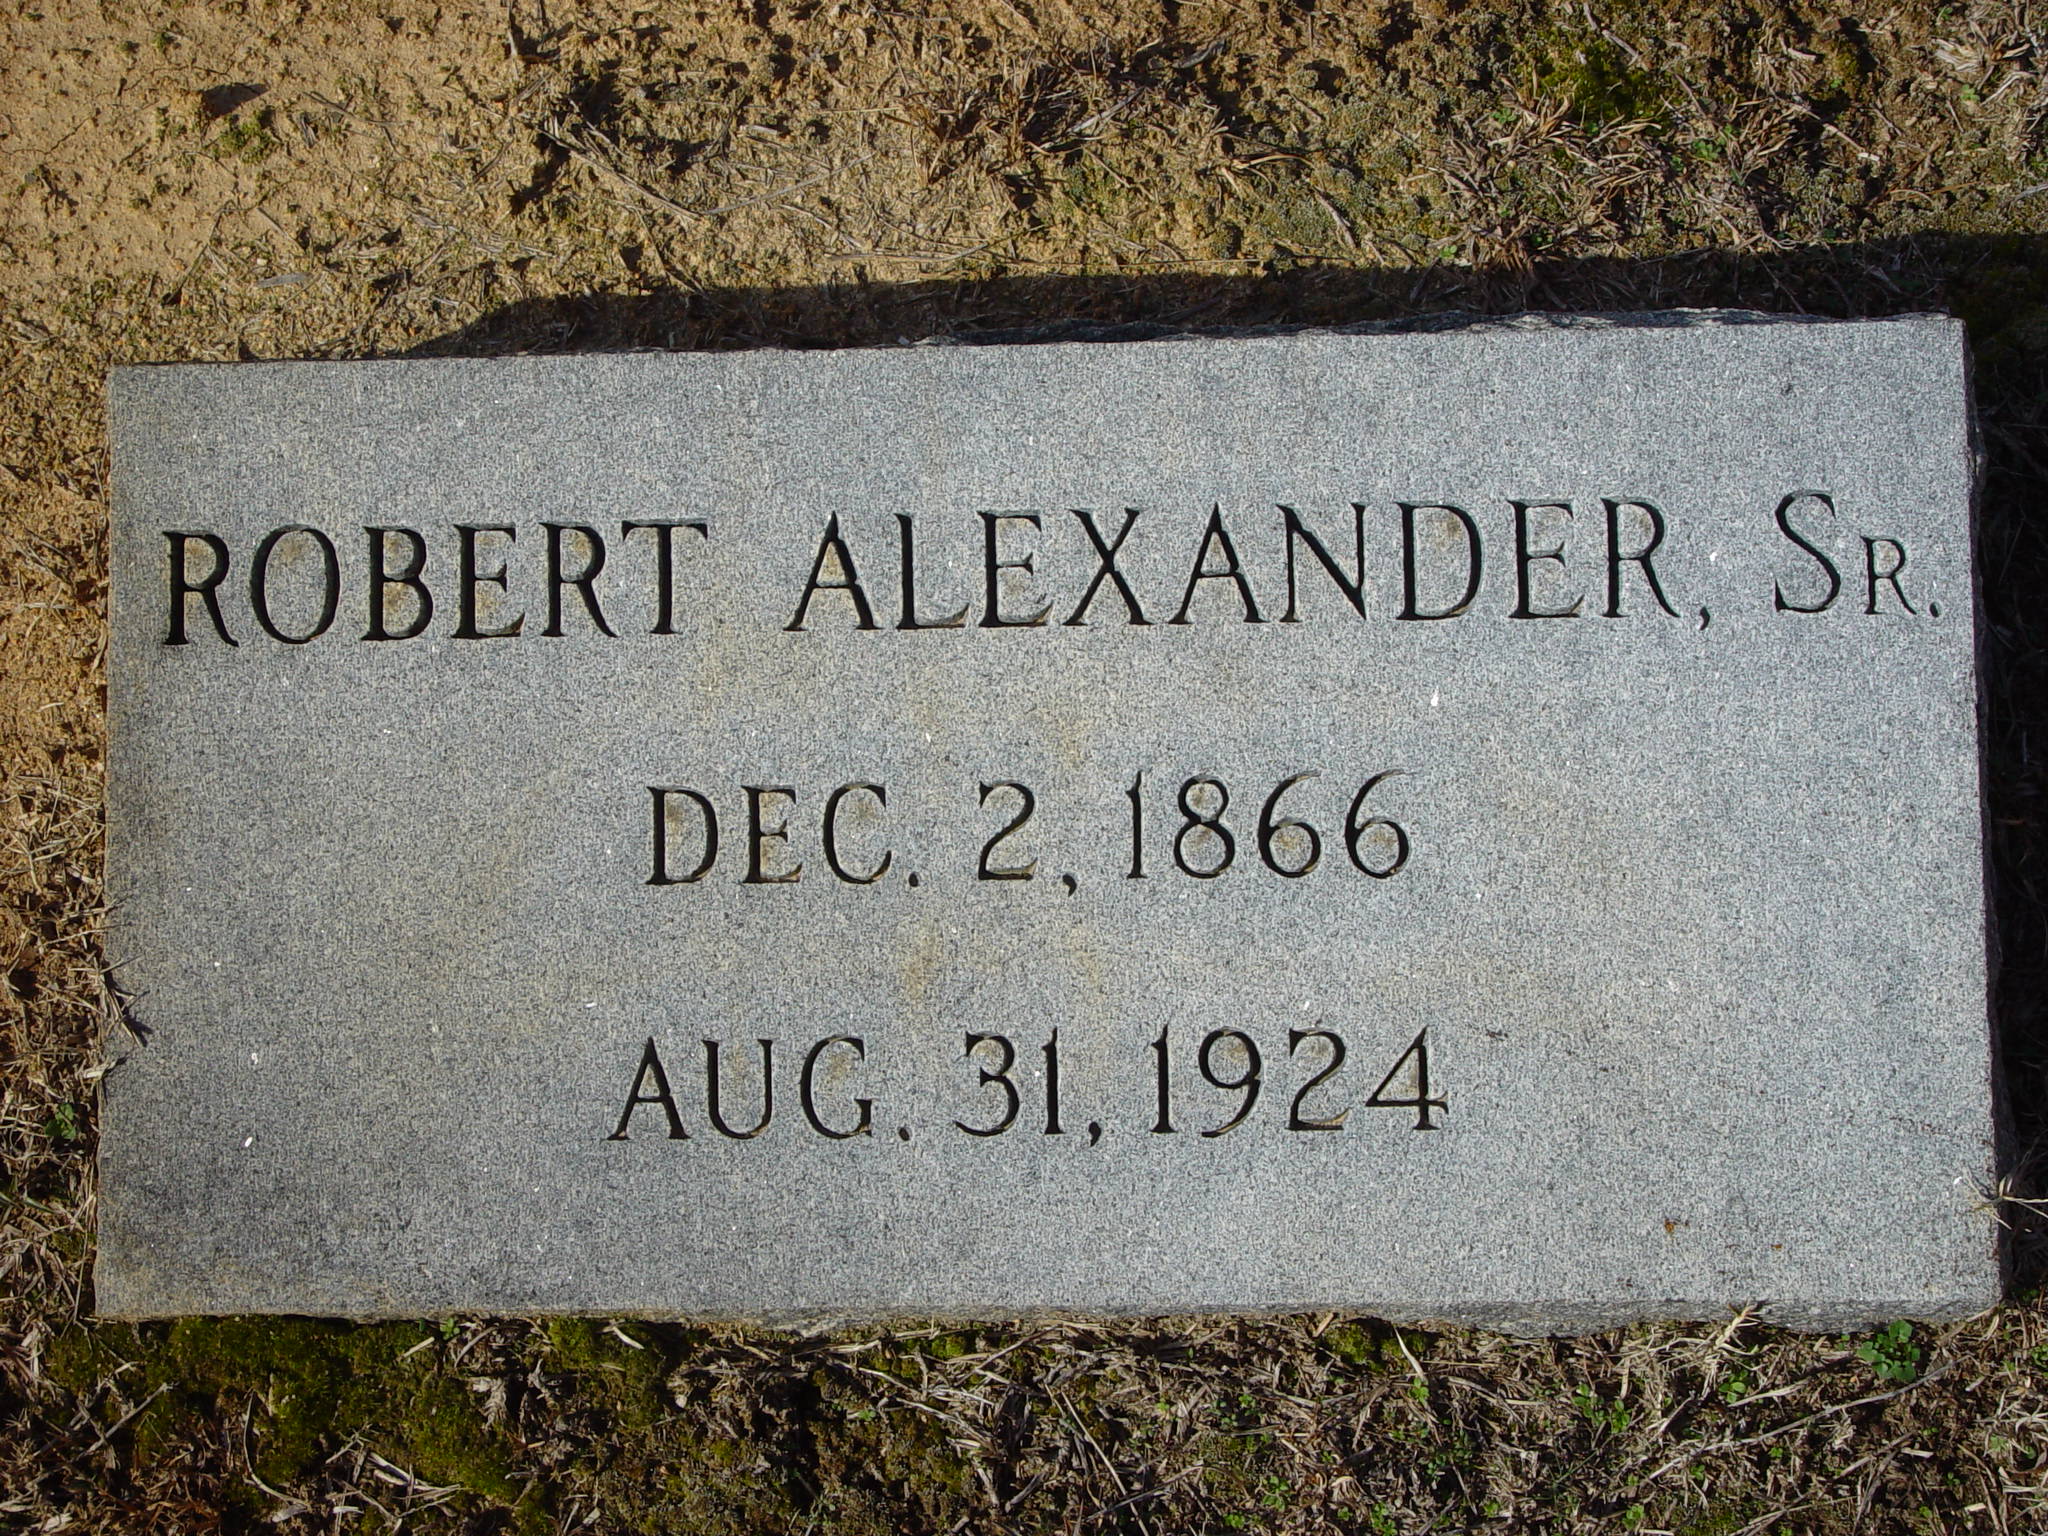 ROBERT ALEXANDER, SR.
DEC. 2, 1866
AUG. 31, 1924